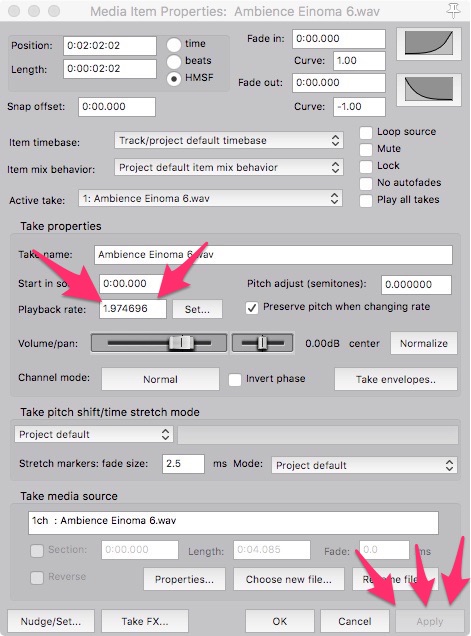 Media Item Properties:  Ambience Einoma 6.wav
Position: 0:02:02:02 time Fade in: 0:00.000
beats Curve: 1.00
Length: 0:00:02:02 HMSF Fade out: 0:00.000
Snap offset: 0:00.000 Curve: -1.00
Item timebase: Track/project default timebase Loop source
Mute
Item mix behavior: Project default item mix behavior Lock
No autofades
Active take: 1: Ambience Einoma 6.wav Play all takes
Take properties
Take name: Ambience Einoma 6.wav
Start in 0:00.000 Pitch adjust (semitones): 0.000000
Playback rate: 1.974696 Set... Preserve pitch when changing rate
Volume/pan: 0.00dB center Normalize
Channel mode: Normal Invert phase Take envelopes..
Take pitch shift/time stretch mode
Project default
Stretch markers: fade size: 2.5 ms Mode: Project default
Take media source
1ch : Ambience Einoma 6.wav
Section: 0:00.000 Length: 0:04.085 Fade: 0.0 ms
Reverse Properties... Choose new file...
Nudge/Set... Take FX... OK Cancel Apply